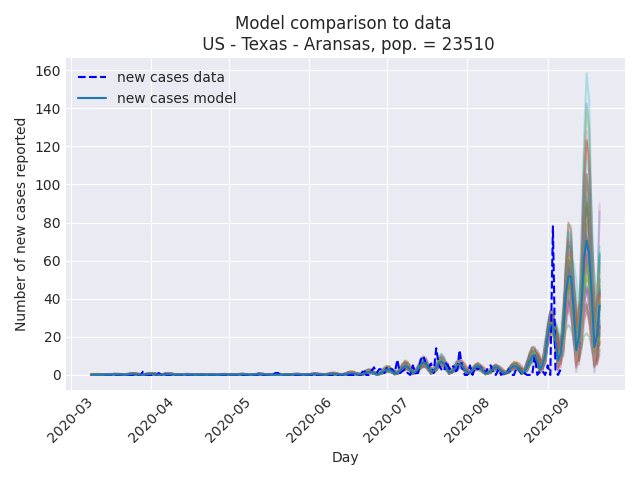 Model comparison to data
US - Texas - Aransas, pop. = 23510
160
140
120
100
80
60
40
20
0
Number of new cases reported
new cases data
new cases model
2020-03
2020-04
2020-05
2020-06
2020-07
2020-08
2020-09
Day